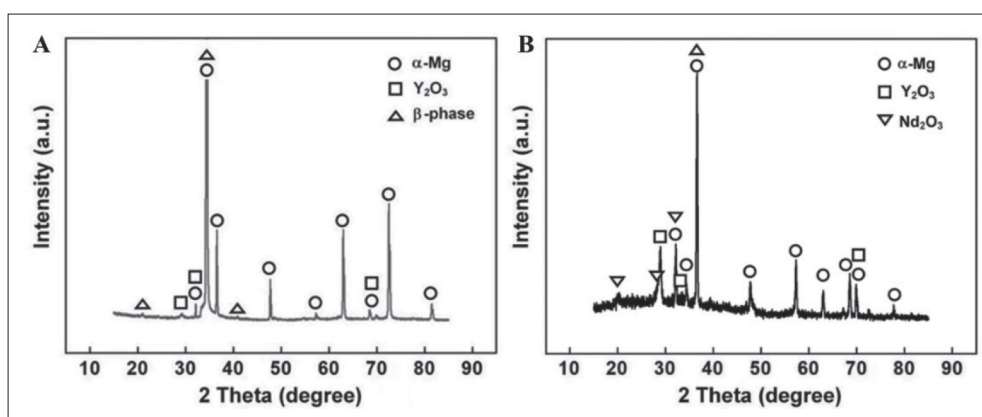 A
α-Mg
Y₂O₃
β-phase
Intensity (a.u.)
10 20 30 40 50 60 70 80 90
2 Theta (degree)
B
α-Mg
Y₂O₃
Nd₂O₃
Intensity (a.u.)
10 20 30 40 50 60 70 80 90
2 Theta (degree)